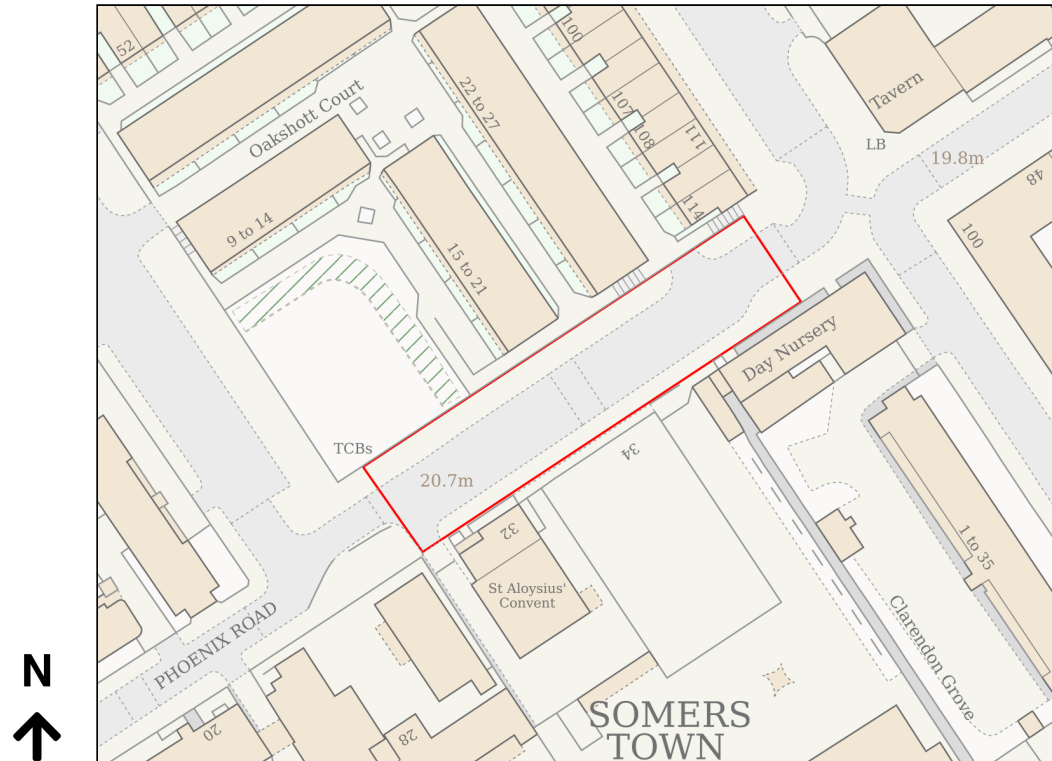 52
100
Oakshott Court
22 to 27
107
108
111
Tavern
LB
19.8m
48
9 to 14
114
100
15 to 21
Day Nursery
TCBs
34
20.7m
32
1 to 35
St Aloysius'
Convent
PHOENIX ROAD
Clarendon Grove
N
20
28
SOMERS
TOWN